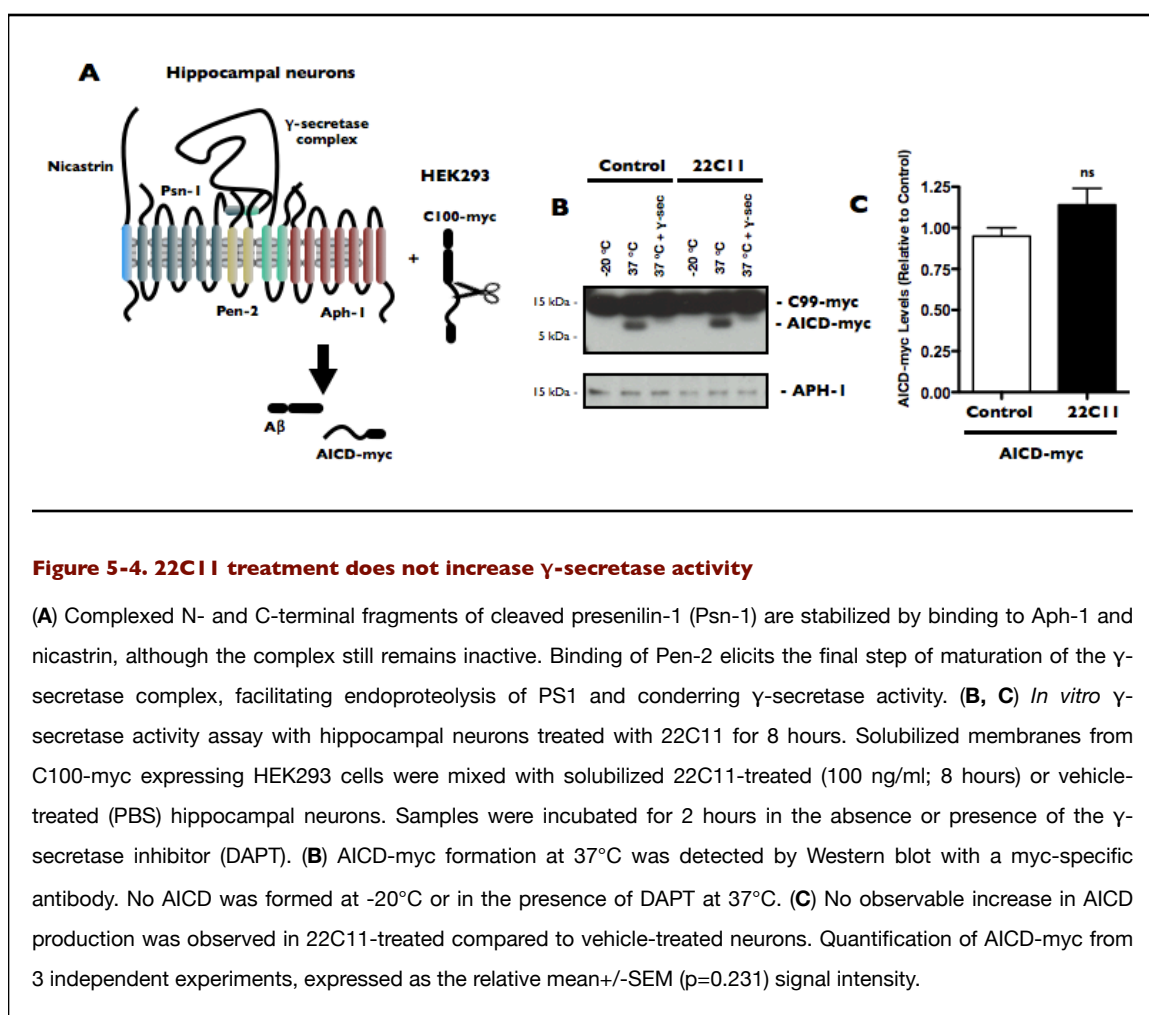 A
Hippocampal neurons
γ-secretase
complex
Nicastrin
Psn-1
Pen-2
Aph-1
+
HEK293
C100-myc
Aβ
AICD-myc
B
Control
22C11
-20 °C
37 °C
37 °C + γ-sec
-20 °C
37 °C
37 °C + γ-sec
15 kDa -
5 kDa -
- C99-myc
- AICD-myc
15 kDa -
- APH-1
C
AICD-myc Levels (Relative to Control)
1.25
1.00
0.75
0.50
0.25
0.00
ns
Control
22C11
AICD-myc
Figure 5-4. 22C11 treatment does not increase γ-secretase activity
(A) Complexed N- and C-terminal fragments of cleaved presenilin-1 (Psn-1) are stabilized by binding to Aph-1 and
nicastrin, although the complex still remains inactive. Binding of Pen-2 elicits the final step of maturation of the γ-
secretase complex, facilitating endoproteolysis of PS1 and conderring γ-secretase activity. (B, C) In vitro γ-
secretase activity assay with hippocampal neurons treated with 22C11 for 8 hours. Solubilized membranes from
C100-myc expressing HEK293 cells were mixed with solubilized 22C11-treated (100 ng/ml; 8 hours) or vehicle-
treated (PBS) hippocampal neurons. Samples were incubated for 2 hours in the absence or presence of the γ-
secretase inhibitor (DAPT). (B) AICD-myc formation at 37°C was detected by Western blot with a myc-specific
antibody. No AICD was formed at -20°C or in the presence of DAPT at 37°C. (C) No observable increase in AICD
production was observed in 22C11-treated compared to vehicle-treated neurons. Quantification of AICD-myc from
3 independent experiments, expressed as the relative mean+/-SEM (p=0.231) signal intensity.